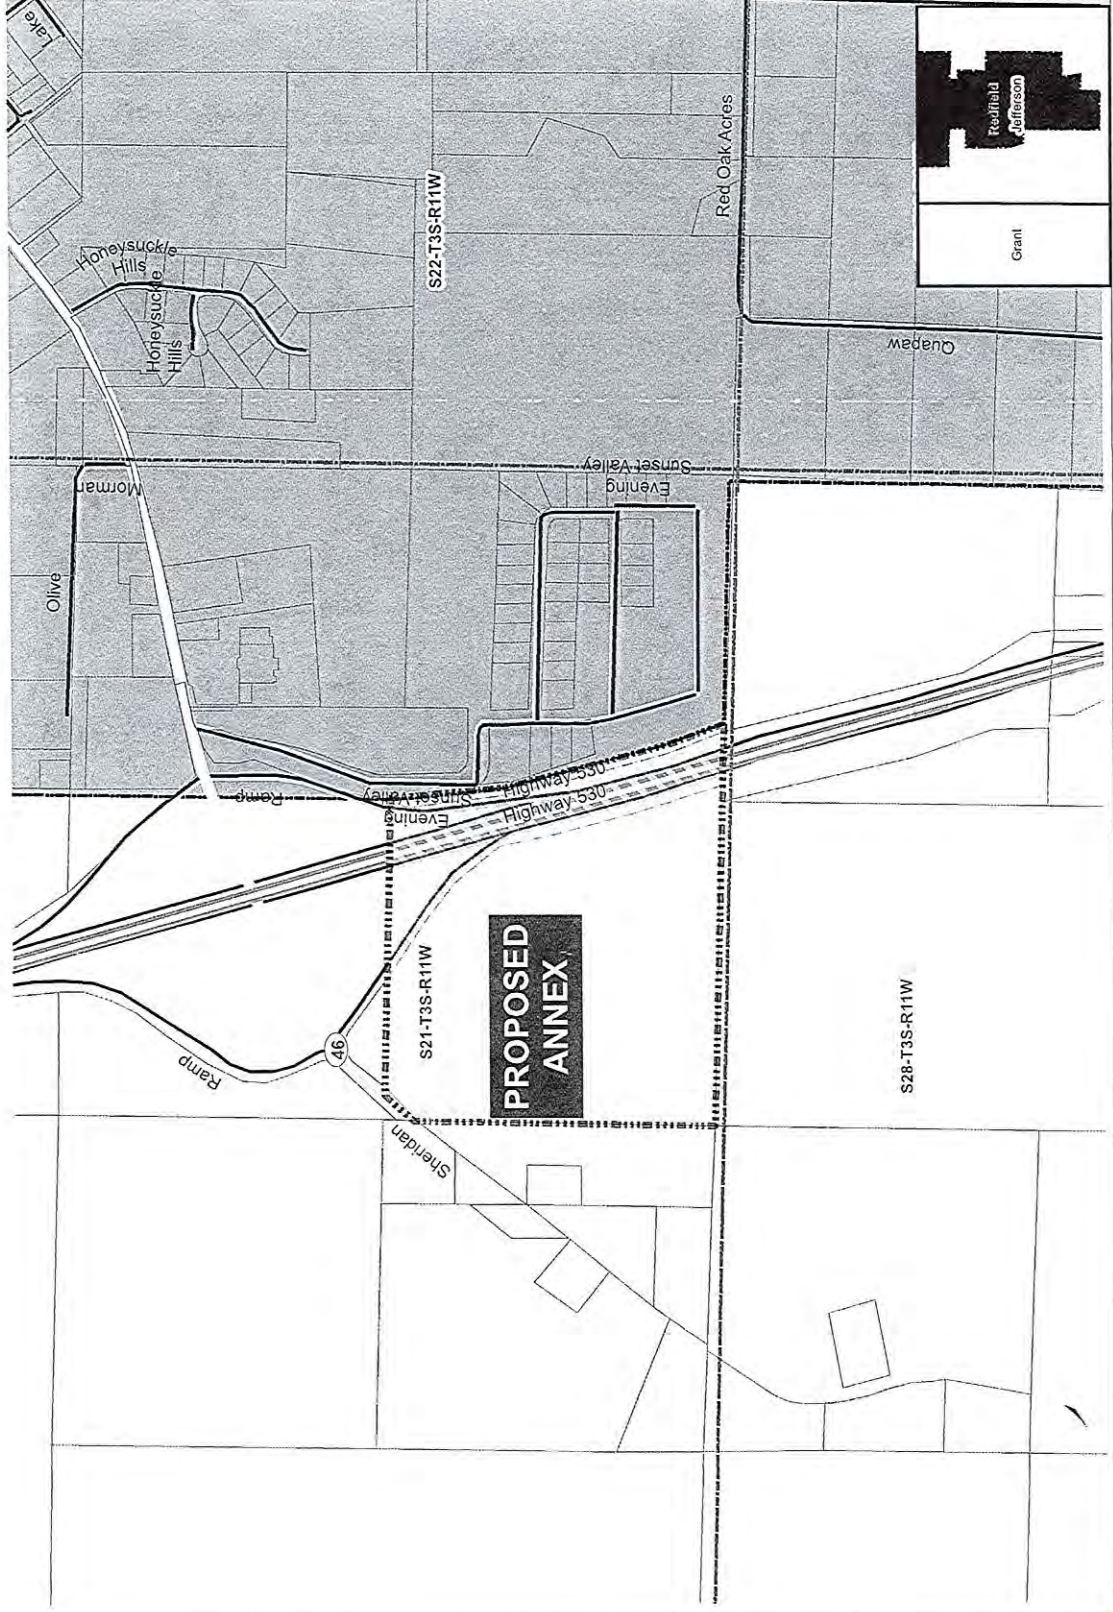 Lake
Honeysuckle
Hills
Honeysuckle
Hills
S22-T3S-R11W
Red Oak Acres
Redfield
Jefferson
Grant
Quapaw
Morman
Olive
Evening
Sunset Valley
Ramp
Evening
Sunset Valley
Highway 530
Highway 530
S21-T3S-R11W
PROPOSED
ANNEX
46
Ramp
Sheridan
S28-T3S-R11W